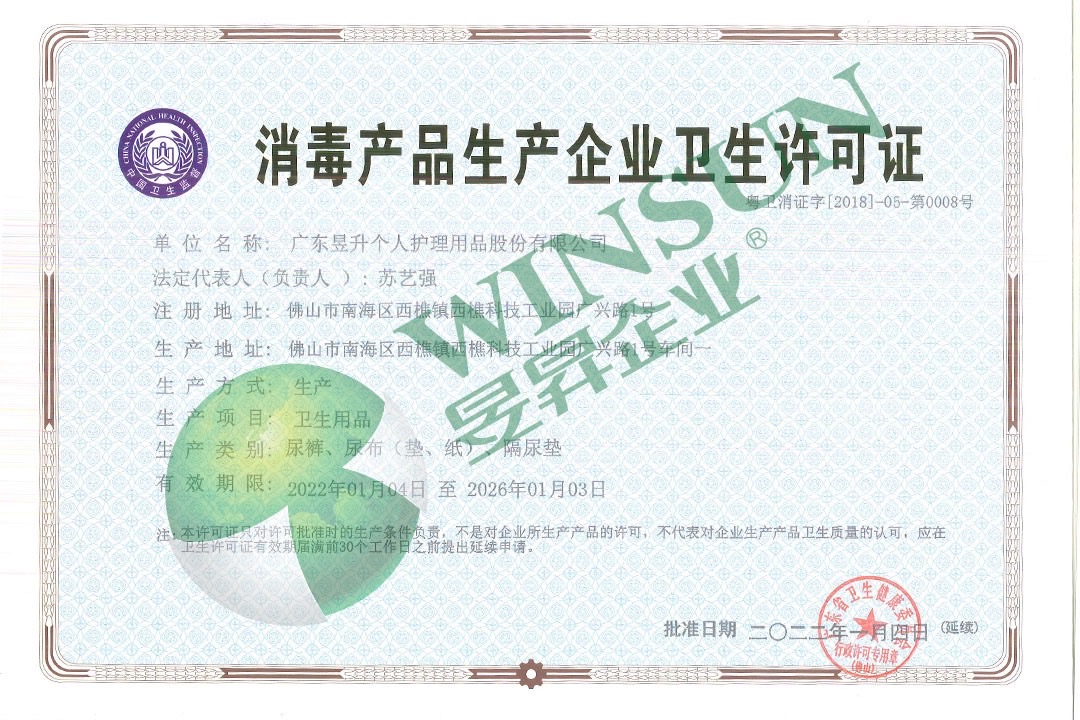 CHINA NATIONAL HEALTH INSPECTION
中国卫生监督
消毒产品生产企业卫生许可证
粤卫消证字[2018]-05-第0008号
单位名称: 广东昱升个人护理用品股份有限公司
法定代表人（负责人）: 苏艺强
注册地址: 佛山市南海区西樵镇西樵科技工业园广兴路1号
生产地址: 佛山市南海区西樵镇西樵科技工业园广兴路1号车间一
生产方式: 生产
生产项目: 卫生用品
生产类别: 尿裤、尿布（垫、纸）、隔尿垫
有效期限: 2022年01月04日 至 2026年01月03日
注: 本许可证只对许可批准时的生产条件负责，不是对企业所生产产品的许可，不代表对企业生产产品卫生质量的认可，应在
卫生许可证有效期届满前30个工作日之前提出延续申请。
批准日期 二〇二二年一月四日 (延续)
广东省卫生健康委员会
行政许可专用章
(佛山)
WINSUN
昱昇企业®